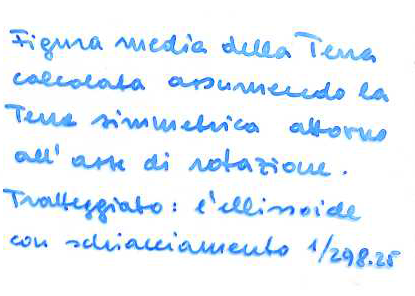 Figura media della Terra
calcolata assumendo la
Terra simmetrica attorno
all'asse di rotazione.
Tratteggiato: l'ellissoide
con schiacciamento 1/298.25